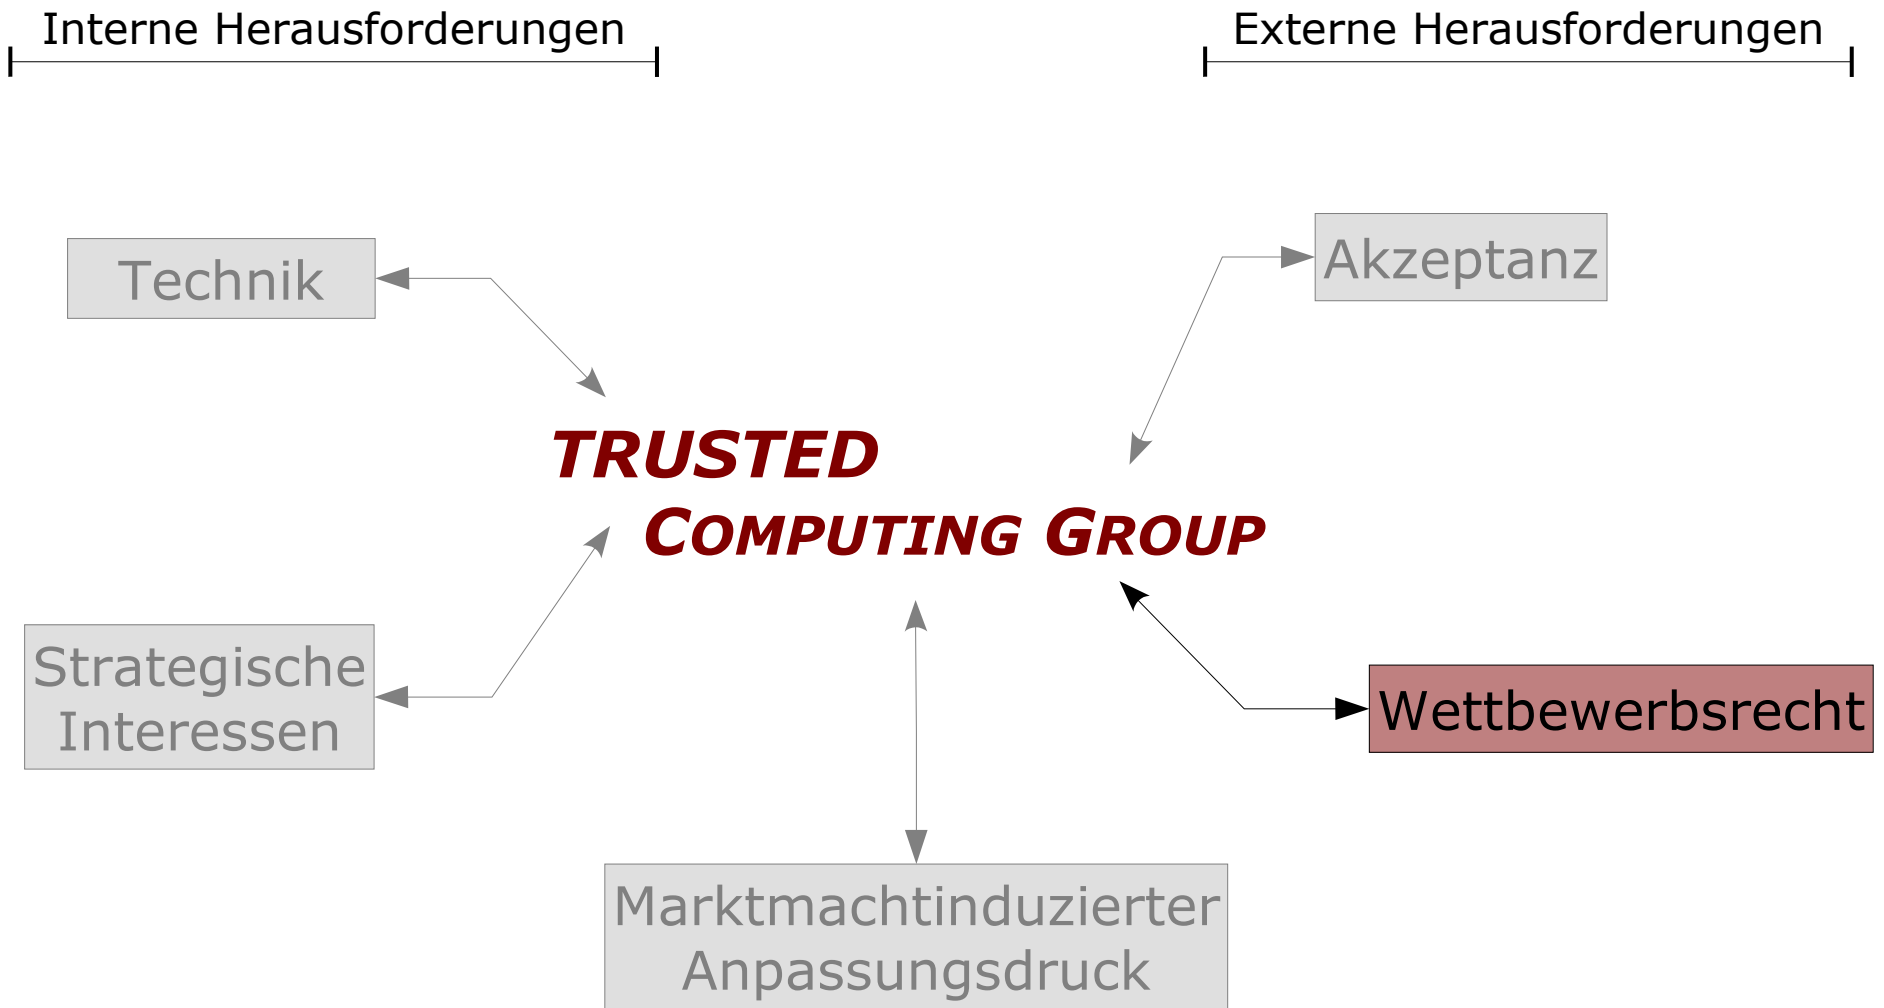 Interne Herausforderungen
Externe Herausforderungen
Technik
Akzeptanz
TRUSTED
COMPUTING GROUP
Strategische
Interessen
Wettbewerbsrecht
Marktmachtinduzierter
Anpassungsdruck